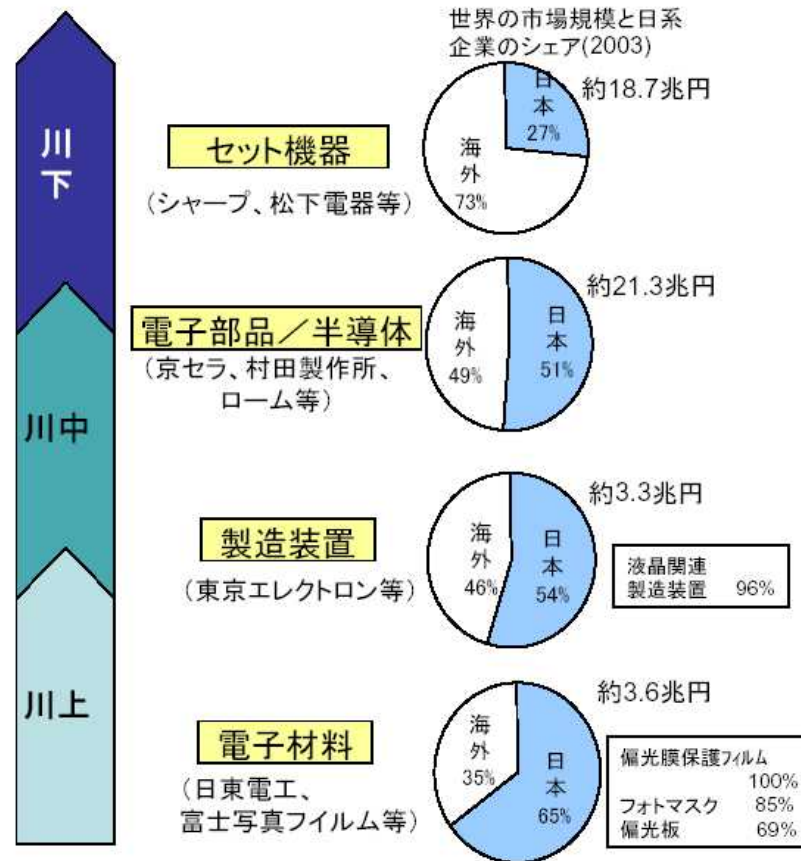 世界の市場規模と日系
企業のシェア(2003)
川下
セット機器
(シャープ、松下電器等)
日本
27%
海外
73%
約18.7兆円
電子部品／半導体
(京セラ、村田製作所、
ローム等)
海外
49%
日本
51%
約21.3兆円
川中
製造装置
(東京エレクトロン等)
海外
46%
日本
54%
約3.3兆円
液晶関連
製造装置 96%
川上
電子材料
(日東電工、
富士写真フイルム等)
海外
35%
日本
65%
約3.6兆円
偏光膜保護フィルム
100%
フォトマスク 85%
偏光板 69%